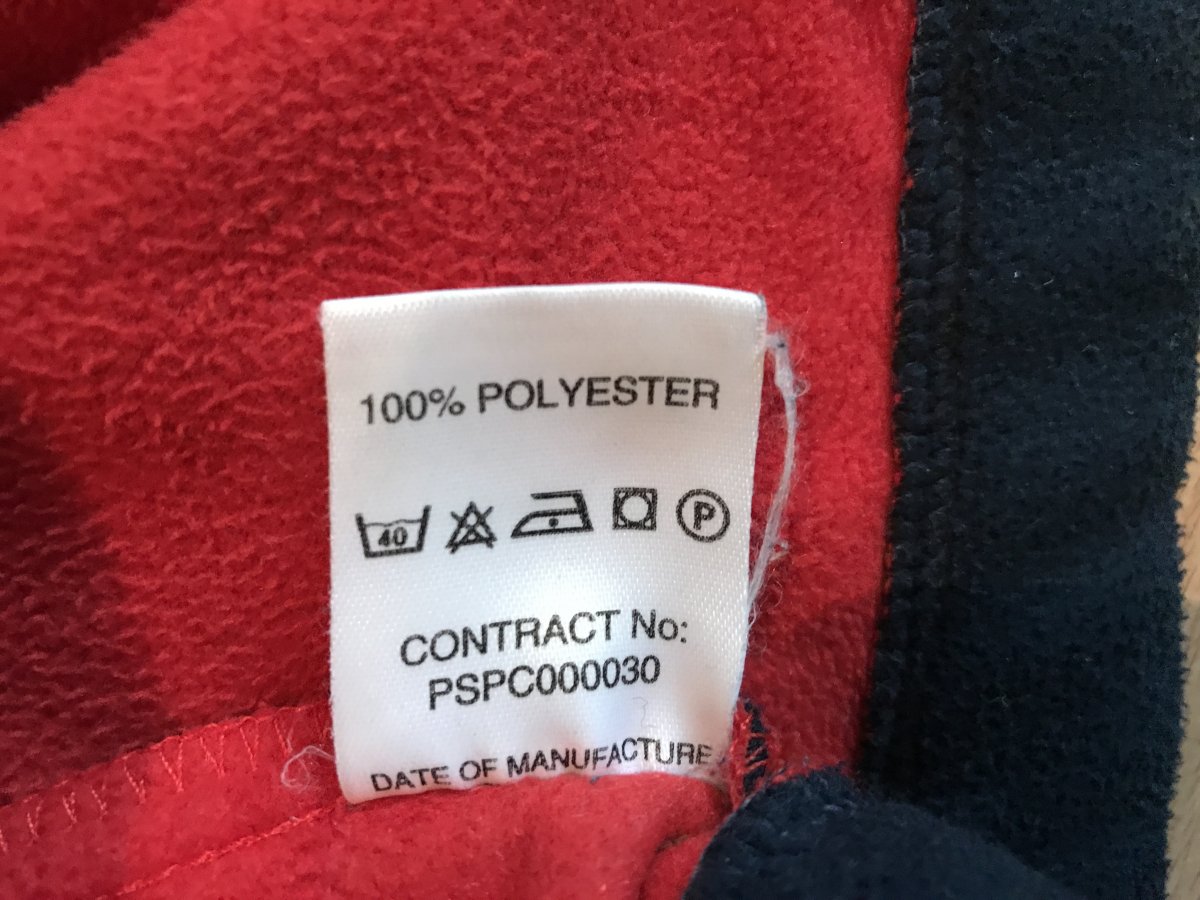 100% POLYESTER
40 P
CONTRACT No:
PSPC000030
DATE OF MANUFACTURE